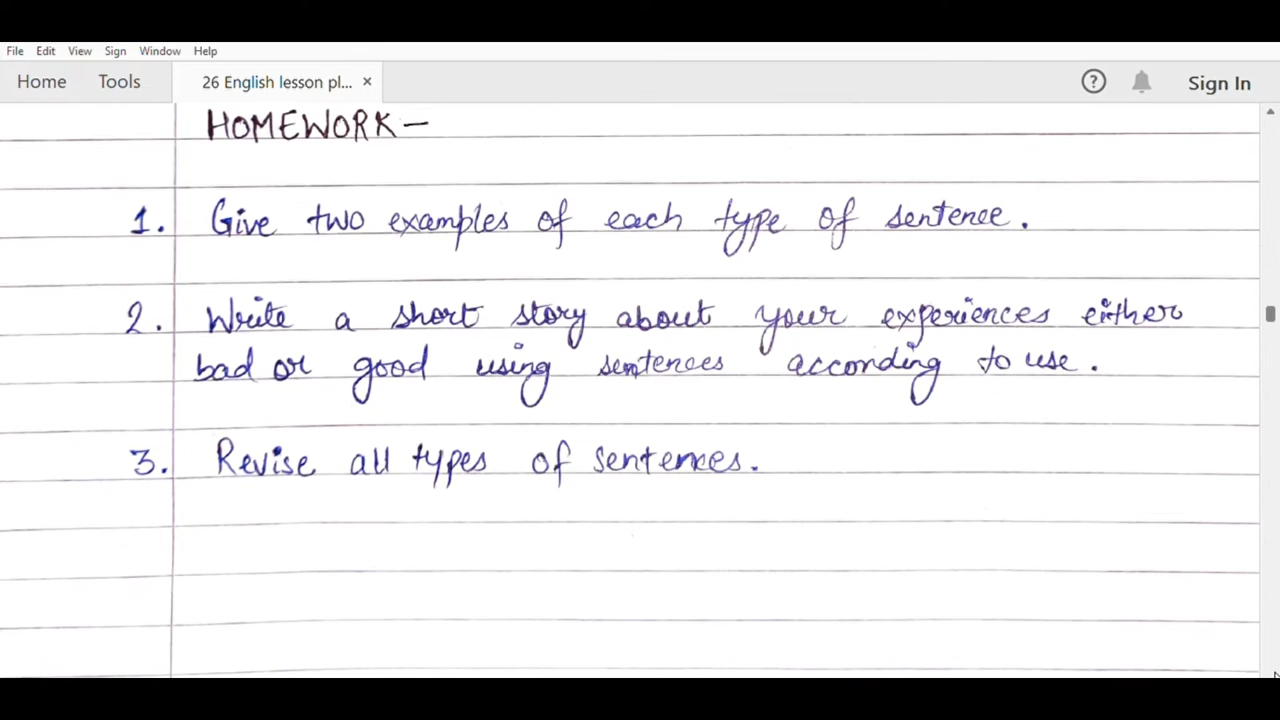 File Edit View Sign Window Help
Home Tools 26 English lesson pl... × ? Sign In
HOMEWORK -
1. Give two examples of each type of sentence.
2. Write a short story about your experiences either
bad or good using sentences according to use.
3. Revise all types of sentences.